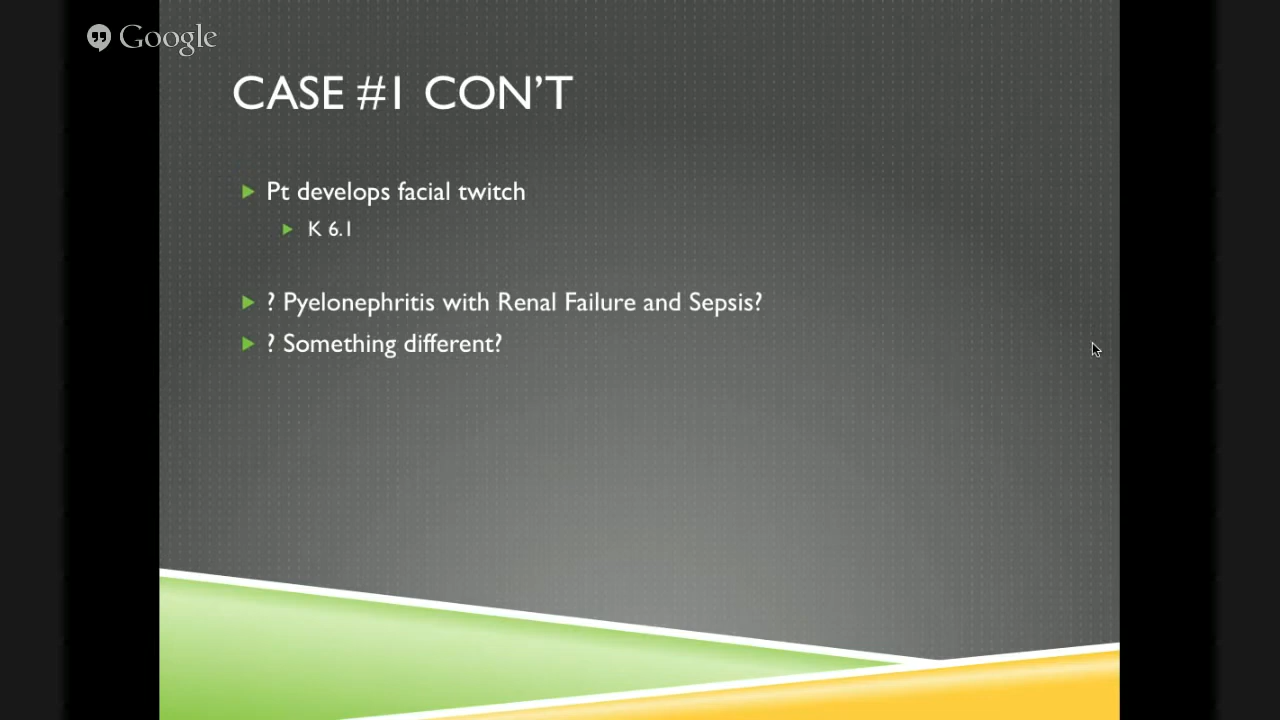 Google
CASE #1 CON’T
Pt develops facial twitch
K 6.1
? Pyelonephritis with Renal Failure and Sepsis?
? Something different?